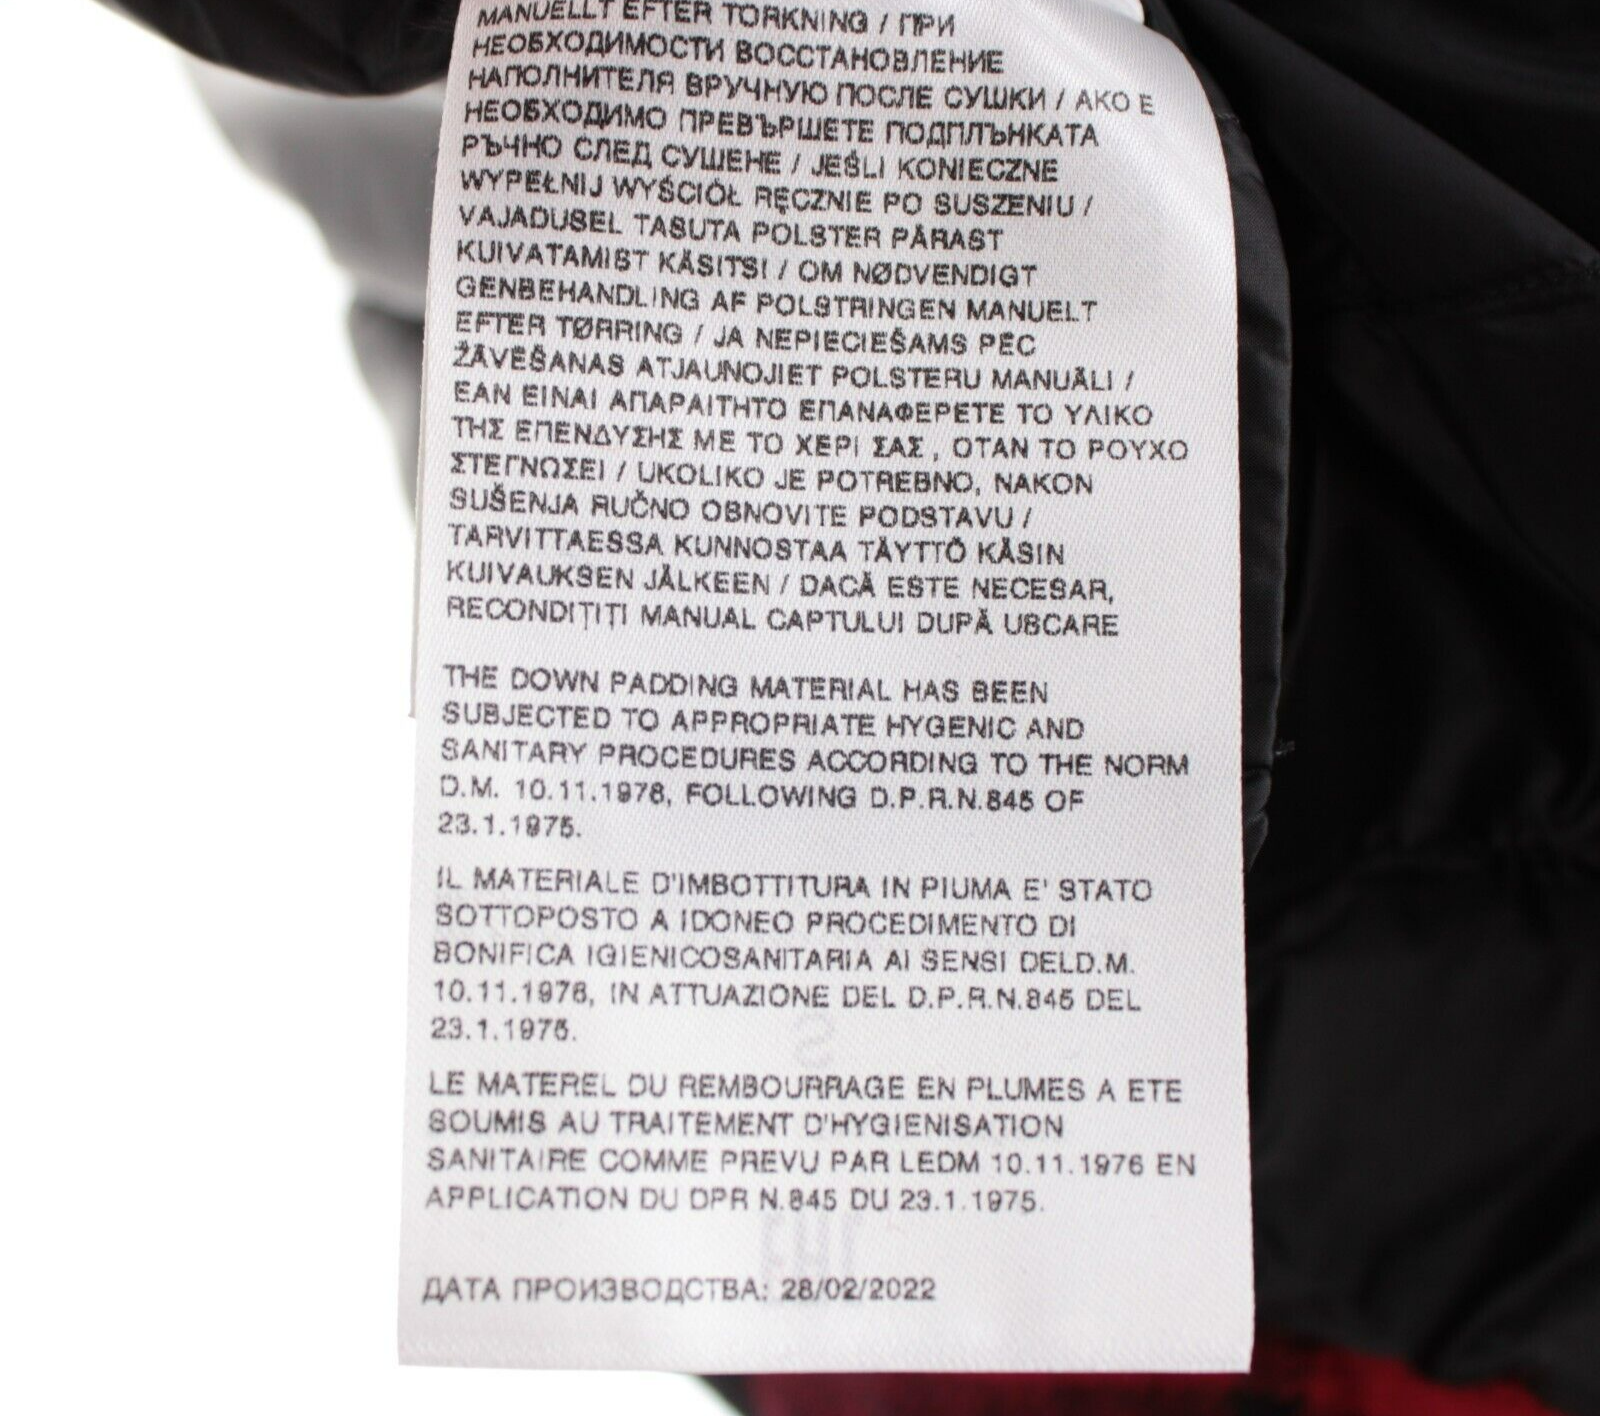 MANUELLT EFTER TORKNING / ПРИ
НЕОБХОДИМОСТИ ВОССТАНОВЛЕНИЕ
НАПОЛНИТЕЛЯ ВРУЧНУЮ ПОСЛЕ СУШКИ / АКО Е
НЕОБХОДИМО ПРЕВЪРШЕТЕ ПОДПЛЪНКАТА
РЪЧНО СЛЕД СУШЕНЕ / JEŚLI KONIECZNE
WYPEŁNIJ WYŚCIÓŁ RĘCZNIE PO SUSZENIU /
VAJADUSEL TASUTA POLSTER PÄRAST
KUIVATAMIST KÄSITSI / OM NØDVENDIGT
GENBEHANDLING AF POLSTRINGEN MANUELT
EFTER TØRRING / JA NEPIECIEŠAMS PĒC
ŽĀVĒŠANAS ATJAUNOJIET POLSTERU MANUĀLI /
ΕΑΝ ΕΙΝΑΙ ΑΠΑΡΑΙΤΗΤΟ ΕΠΑΝΑΦΕΡΕΤΕ ΤΟ ΥΛΙΚΟ
ΤΗΣ ΕΠΕΝΔΥΣΗΣ ΜΕ ΤΟ ΧΕΡΙ ΣΑΣ , ΟΤΑΝ ΤΟ ΡΟΥΧΟ
ΣΤΕΓΝΩΣΕΙ / UKOLIKO JE POTREBNO, NAKON
SUŠENJA RUČNO OBNOVITE PODSTAVU /
TARVITTAESSA KUNNOSTAA TÄYTTÖ KÄSIN
KUIVAUKSEN JÄLKEEN / DACĂ ESTE NECESAR,
RECONDIȚIȚI MANUAL CAPTULUI DUPĂ USCARE
THE DOWN PADDING MATERIAL HAS BEEN
SUBJECTED TO APPROPRIATE HYGENIC AND
SANITARY PROCEDURES ACCORDING TO THE NORM
D.M. 10.11.1976, FOLLOWING D.P.R.N.845 OF
23.1.1975.
IL MATERIALE D'IMBOTTITURA IN PIUMA E' STATO
SOTTOPOSTO A IDONEO PROCEDIMENTO DI
BONIFICA IGIENICOSANITARIA AI SENSI DELD.M.
10.11.1976, IN ATTUAZIONE DEL D.P.R.N.845 DEL
23.1.1975.
LE MATEREL DU REMBOURRAGE EN PLUMES A ETE
SOUMIS AU TRAITEMENT D'HYGIENISATION
SANITAIRE COMME PREVU PAR LEDM 10.11.1976 EN
APPLICATION DU DPR N.845 DU 23.1.1975.
ДАТА ПРОИЗВОДСТВА: 28/02/2022